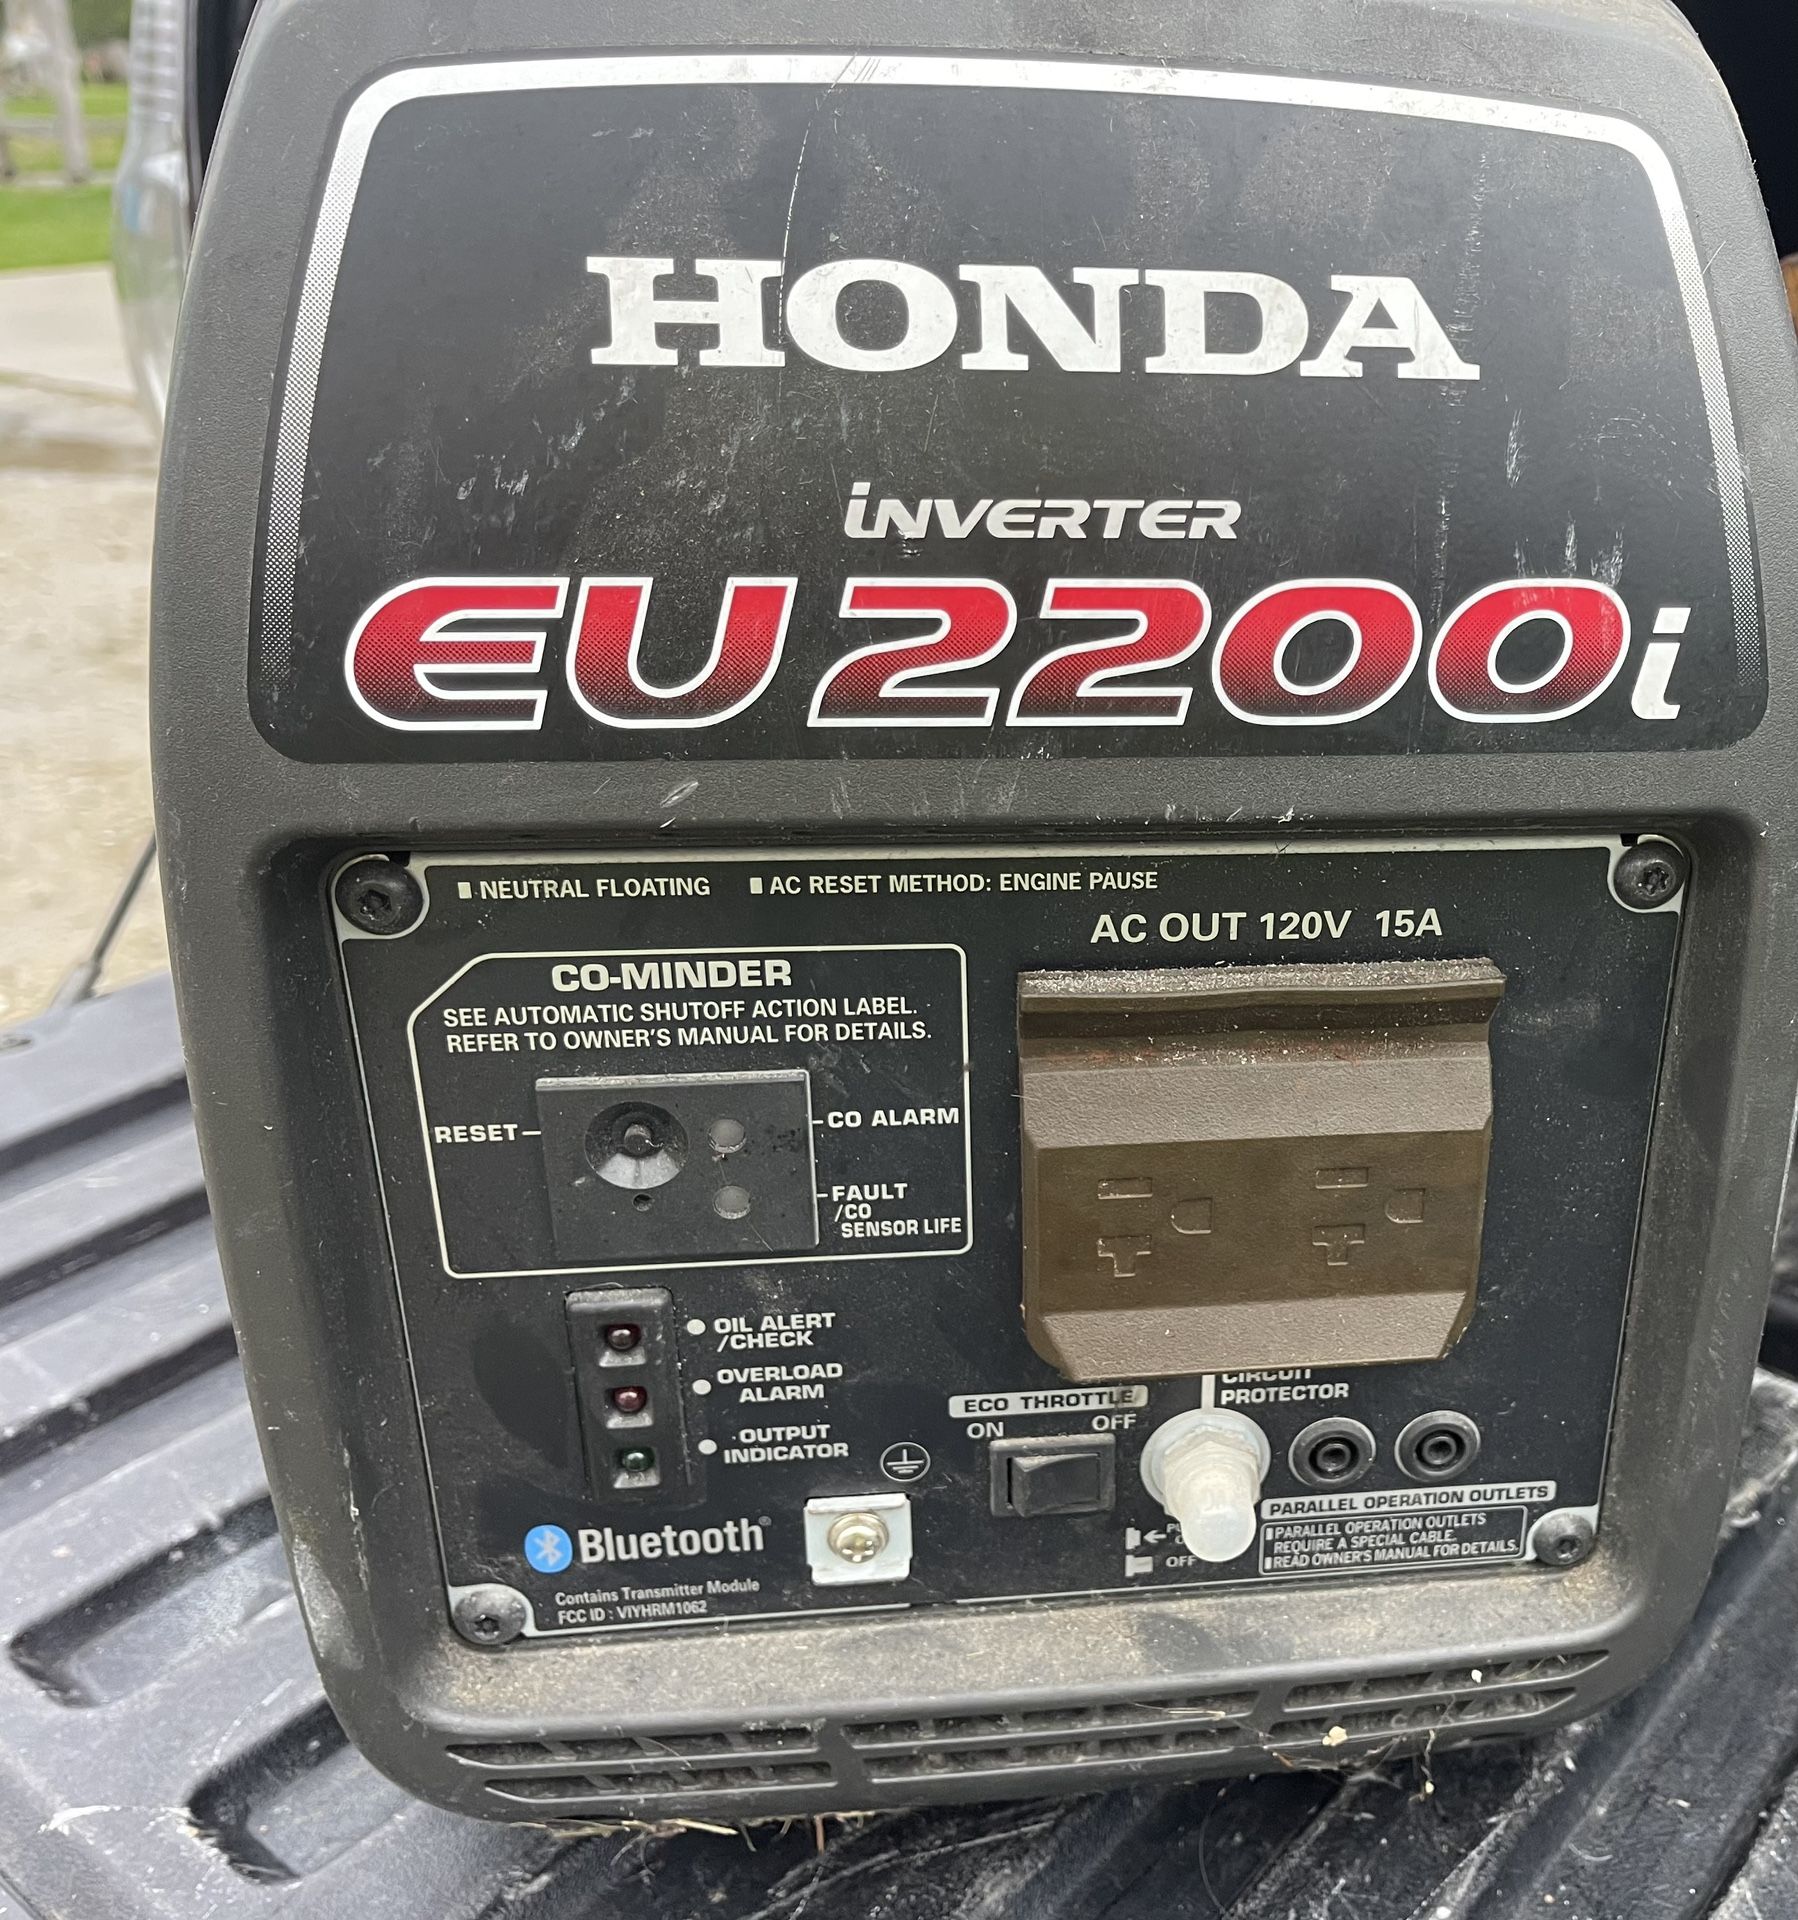 HONDA
iNVERTER
EU2200i
NEUTRAL FLOATING AC RESET METHOD: ENGINE PAUSE
AC OUT 120V 15A
CO-MINDER
SEE AUTOMATIC SHUTOFF ACTION LABEL.
REFER TO OWNER'S MANUAL FOR DETAILS.
RESET
CO ALARM
FAULT
/CO
SENSOR LIFE
OIL ALERT
/CHECK
OVERLOAD
ALARM
OUTPUT
INDICATOR
ECO THROTTLE
ON OFF
CIRCUIT
PROTECTOR
OFF
PARALLEL OPERATION OUTLETS
PARALLEL OPERATION OUTLETS
REQUIRE A SPECIAL CABLE.
READ OWNER'S MANUAL FOR DETAILS.
Bluetooth®
Contains Transmitter Module
FCC ID : VIYHRM1062